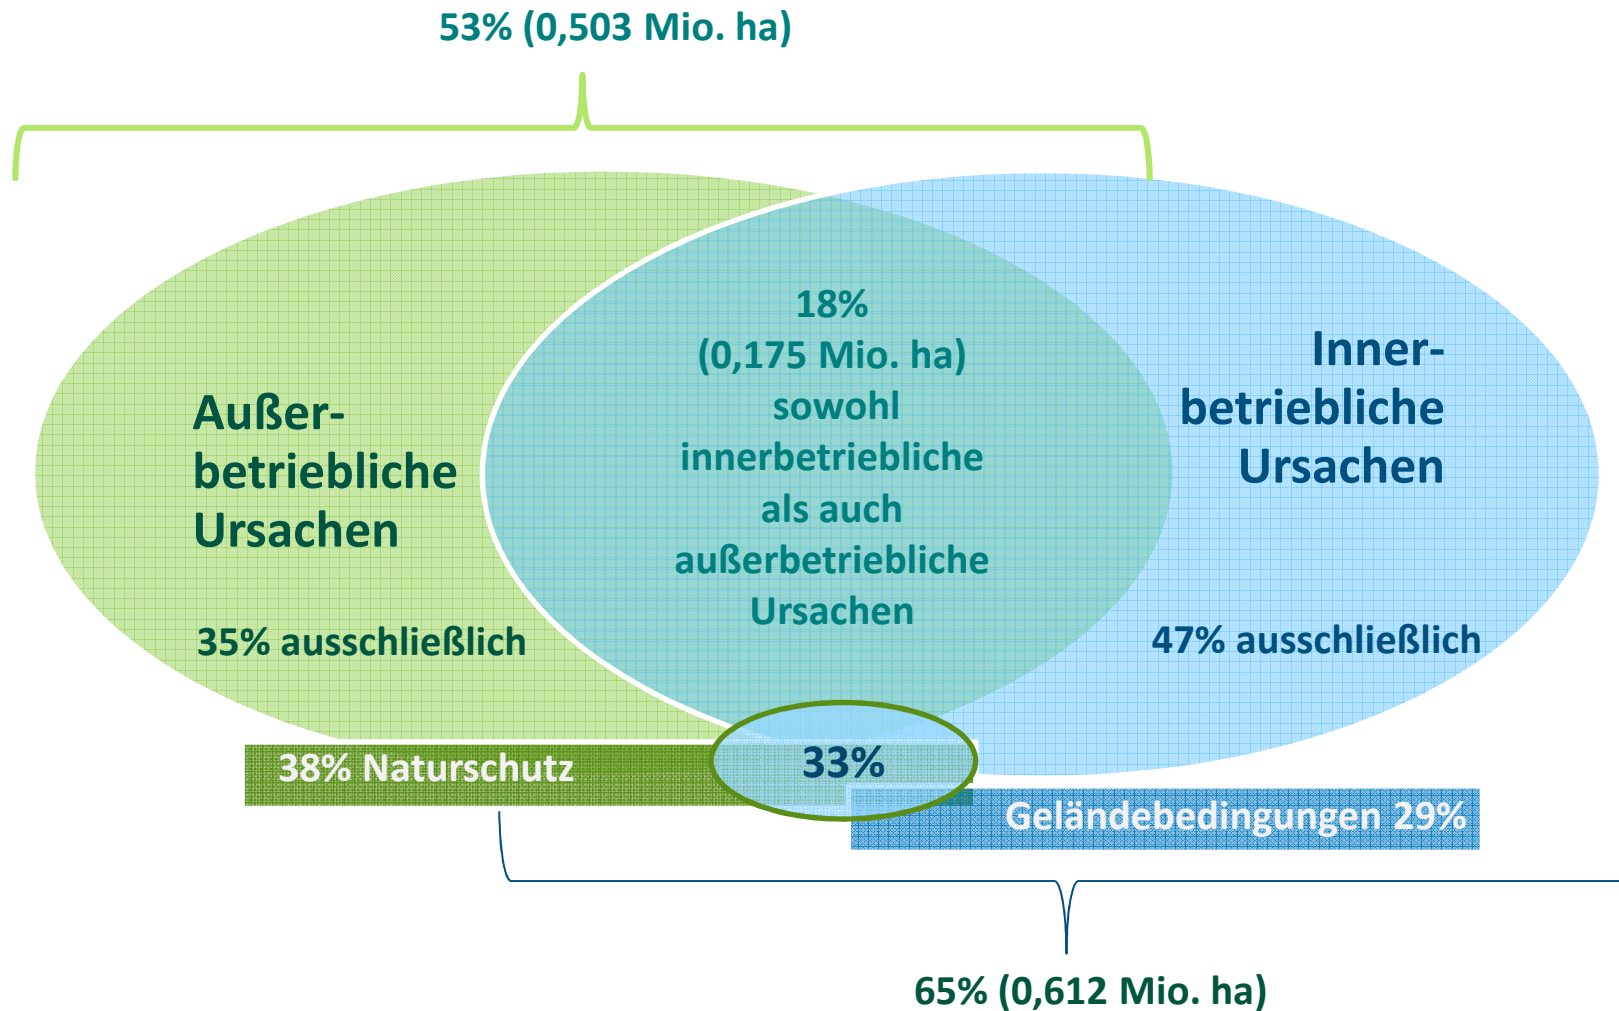 53% (0,503 Mio. ha)
18%
(0,175 Mio. ha)
sowohl
innerbetriebliche
als auch
außerbetriebliche
Ursachen
Außer-
betriebliche
Ursachen
35% ausschließlich
Inner-
betriebliche
Ursachen
47% ausschließlich
38% Naturschutz
33%
Geländebedingungen 29%
65% (0,612 Mio. ha)